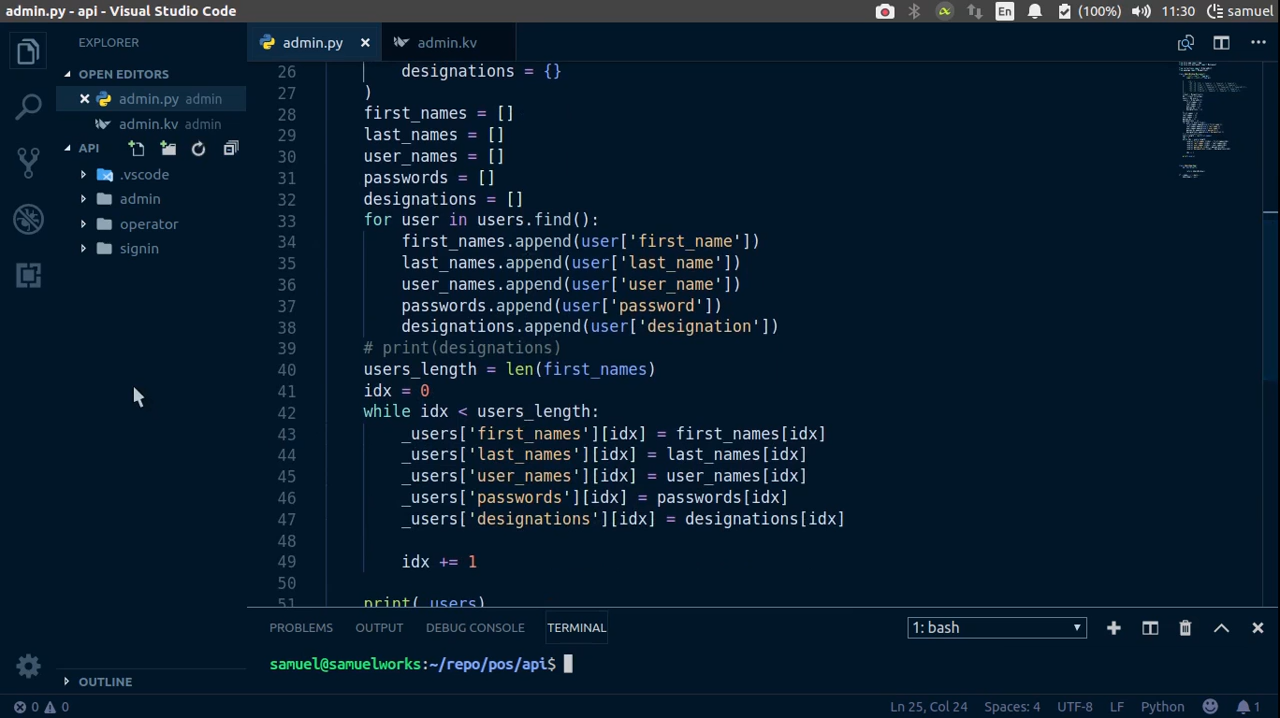 admin.py - api - Visual Studio Code
En (100%) 11:30 samuel
EXPLORER
admin.py
admin.kv
OPEN EDITORS
admin.py admin
admin.kv admin
API
.vscode
admin
operator
signin
26 designations = {}
27 )
28 first_names = []
29 last_names = []
30 user_names = []
31 passwords = []
32 designations = []
33 for user in users.find():
34 first_names.append(user['first_name'])
35 last_names.append(user['last_name'])
36 user_names.append(user['user_name'])
37 passwords.append(user['password'])
38 designations.append(user['designation'])
39 # print(designations)
40 users_length = len(first_names)
41 idx = 0
42 while idx < users_length:
43 _users['first_names'][idx] = first_names[idx]
44 _users['last_names'][idx] = last_names[idx]
45 _users['user_names'][idx] = user_names[idx]
46 _users['passwords'][idx] = passwords[idx]
47 _users['designations'][idx] = designations[idx]
48
49 idx += 1
50
51 print(_users)
PROBLEMS OUTPUT DEBUG CONSOLE TERMINAL
1: bash
samuel@samuelworks:~/repo/pos/api$
OUTLINE
0 0
Ln 25, Col 24 Spaces: 4 UTF-8 LF Python 1